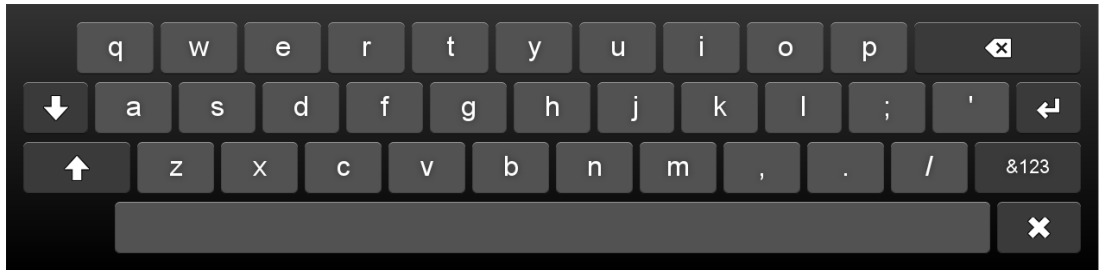 q w e r t y u i o p
a s d f g h j k l ; '
z x c v b n m , . / &123